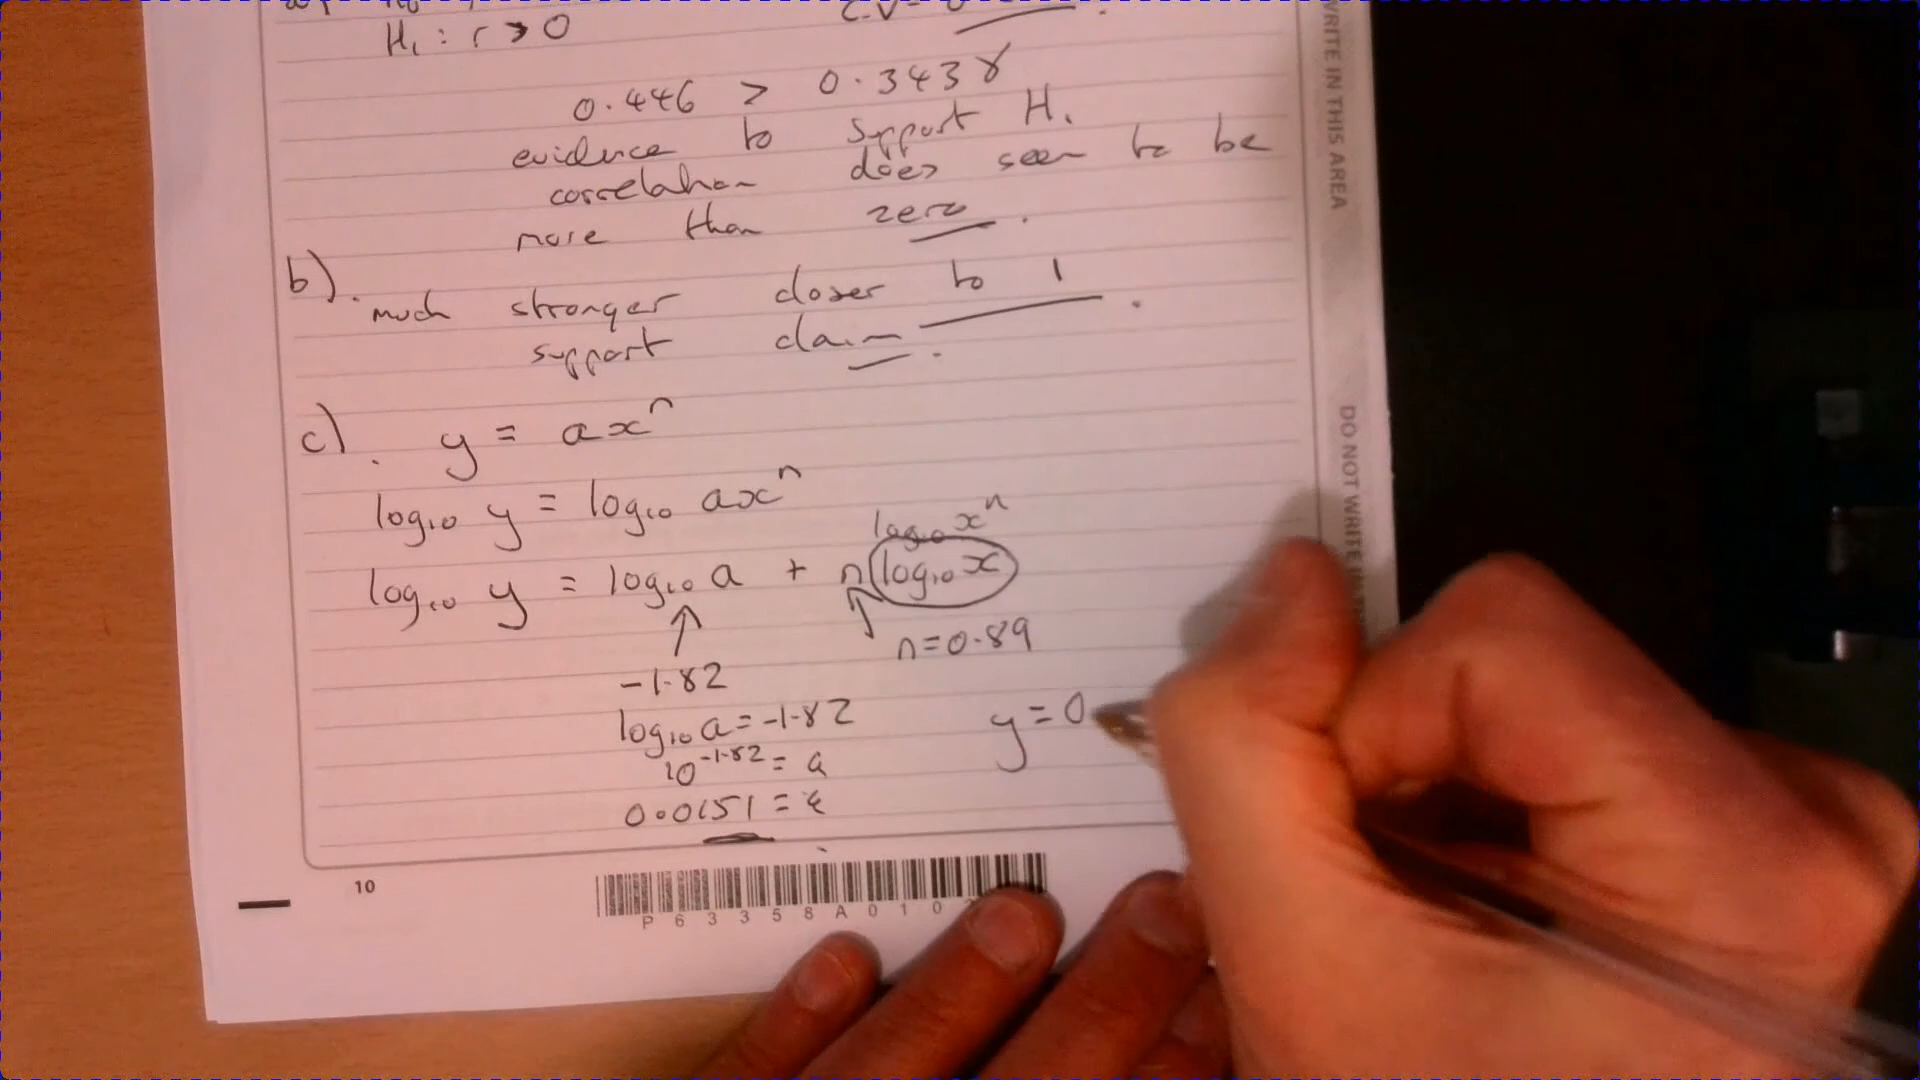 H₁ : r > 0
C.V =
0.446 > 0.3438
evidence to support H₁
correlation does seem to be
more than zero.
b).
much stronger closer to 1.
support claim.
c). y = axⁿ
log₁₀ y = log₁₀ axⁿ
log₁₀ xⁿ
log₁₀ y = log₁₀ a + n log₁₀ x
n=0.89
-1.82
log₁₀ a = -1.82
10^-1.82 = a
0.0151 = a
y = 0.
10
P 6 3 3 5 8 A 0 1 0
WRITE IN THIS AREA
DO NOT WRITE IN